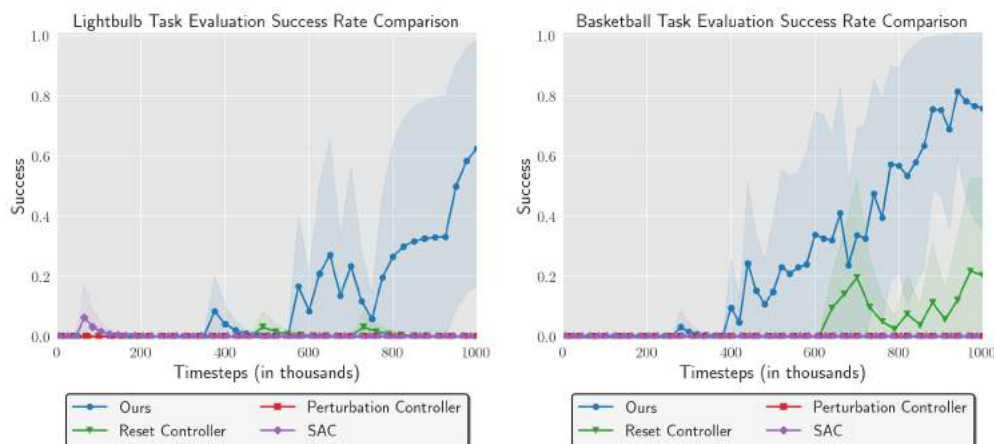 Lightbulb Task Evaluation Success Rate Comparison
1.0
0.8
0.6
0.4
0.2
0.0
Success
0 200 400 600 800 1000
Timesteps (in thousands)
Ours Perturbation Controller
Reset Controller SAC
Basketball Task Evaluation Success Rate Comparison
1.0
0.8
0.6
0.4
0.2
0.0
Success
0 200 400 600 800 1000
Timesteps (in thousands)
Ours Perturbation Controller
Reset Controller SAC